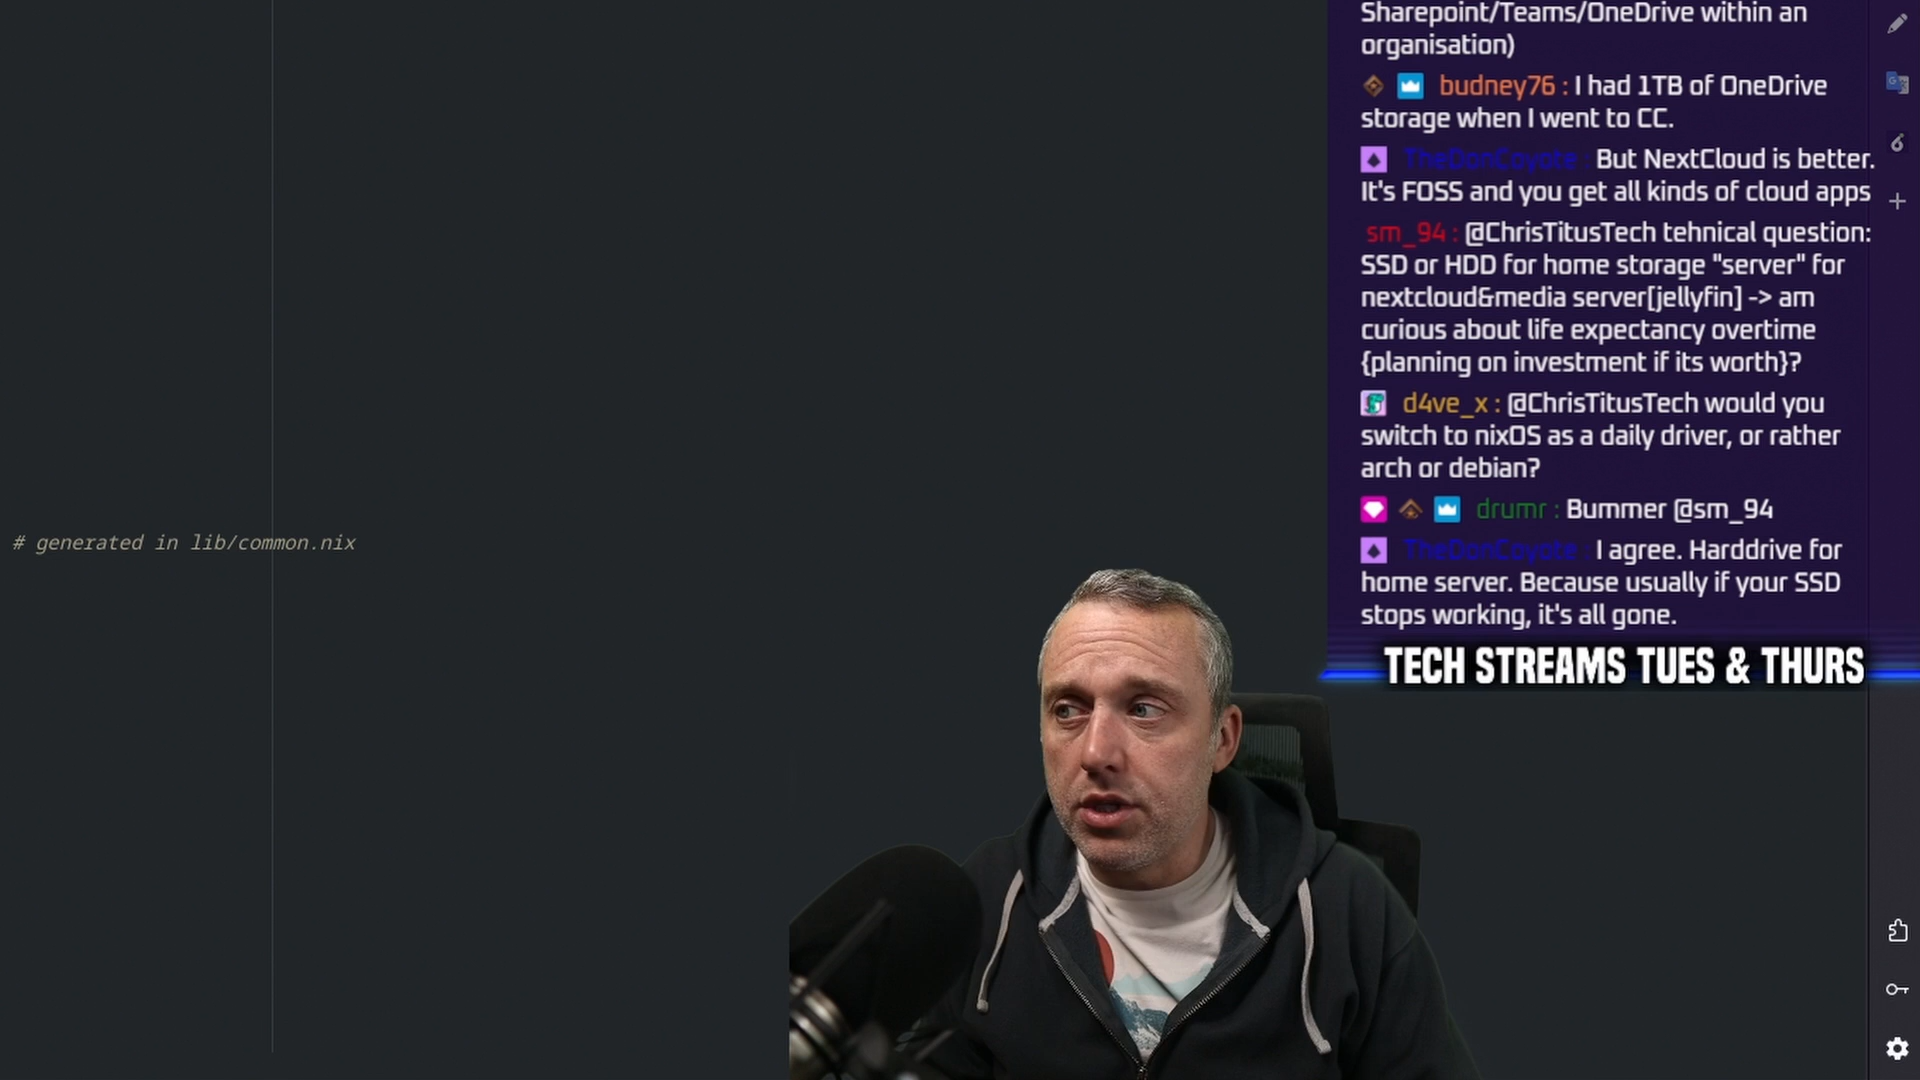 # generated in lib/common.nix
Sharepoint/Teams/OneDrive within an
organisation)
budney76 : I had 1TB of OneDrive
storage when I went to CC.
TheDonCoyote : But NextCloud is better.
It's FOSS and you get all kinds of cloud apps
sm_94 : @ChrisTitusTech tehnical question:
SSD or HDD for home storage "server" for
nextcloud&media server[jellyfin] -> am
curious about life expectancy overtime
{planning on investment if its worth}?
d4ve_x : @ChrisTitusTech would you
switch to nixOS as a daily driver, or rather
arch or debian?
drumr : Bummer @sm_94
TheDonCoyote : I agree. Harddrive for
home server. Because usually if your SSD
stops working, it's all gone.
TECH STREAMS TUES & THURS